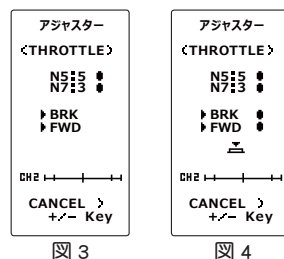 アジャスター
<THROTTLE>
N5:5 ●
N7:3 ●
▶BRK
▶FWD
CH2
CANCEL >
+/- Key
図 3
アジャスター
<THROTTLE>
N5:5 ●
N7:3 ●
▶BRK ●
▶FWD ●
CH2
CANCEL >
+/- Key
図 4